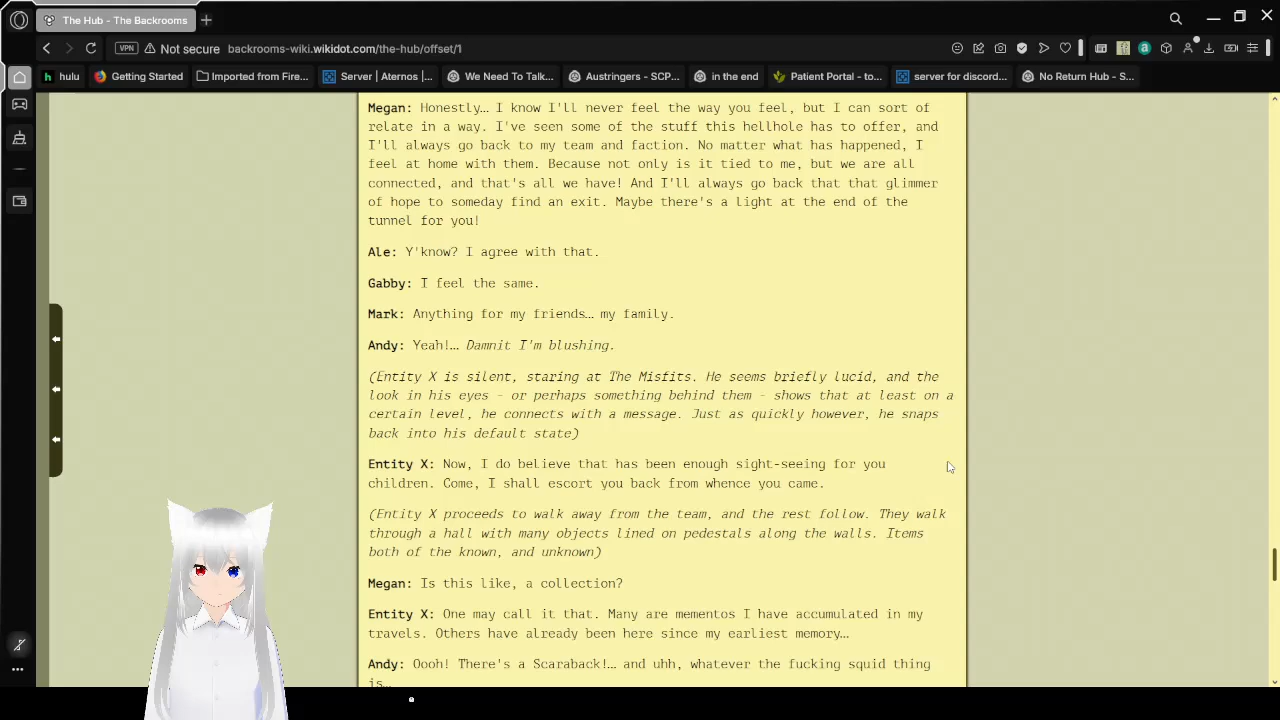 The Hub - The Backrooms
VPN Not secure backrooms-wiki.wikidot.com/the-hub/offset/1
hulu Getting Started Imported from Fire... Server | Aternos |... We Need To Talk... Austringers - SCP... in the end Patient Portal - to... server for discord... No Return Hub - S...
Megan: Honestly… I know I'll never feel the way you feel, but I can sort of
relate in a way. I've seen some of the stuff this hellhole has to offer, and
I'll always go back to my team and faction. No matter what has happened, I
feel at home with them. Because not only is it tied to me, but we are all
connected, and that's all we have! And I'll always go back that that glimmer
of hope to someday find an exit. Maybe there's a light at the end of the
tunnel for you!
Ale: Y'know? I agree with that.
Gabby: I feel the same.
Mark: Anything for my friends… my family.
Andy: Yeah!… Damnit I'm blushing.
(Entity X is silent, staring at The Misfits. He seems briefly lucid, and the
look in his eyes - or perhaps something behind them - shows that at least on a
certain level, he connects with a message. Just as quickly however, he snaps
back into his default state)
Entity X: Now, I do believe that has been enough sight-seeing for you
children. Come, I shall escort you back from whence you came.
(Entity X proceeds to walk away from the team, and the rest follow. They walk
through a hall with many objects lined on pedestals along the walls. Items
both of the known, and unknown)
Megan: Is this like, a collection?
Entity X: One may call it that. Many are mementos I have accumulated in my
travels. Others have already been here since my earliest memory…
Andy: Oooh! There's a Scaraback!… and uhh, whatever the fucking squid thing
is…